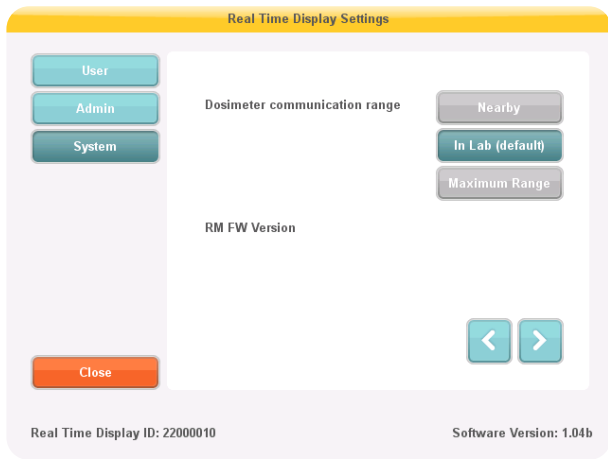 Real Time Display Settings
User
Admin
System
Dosimeter communication range
Nearby
In Lab (default)
Maximum Range
RM FW Version
Close
Real Time Display ID: 22000010
Software Version: 1.04b